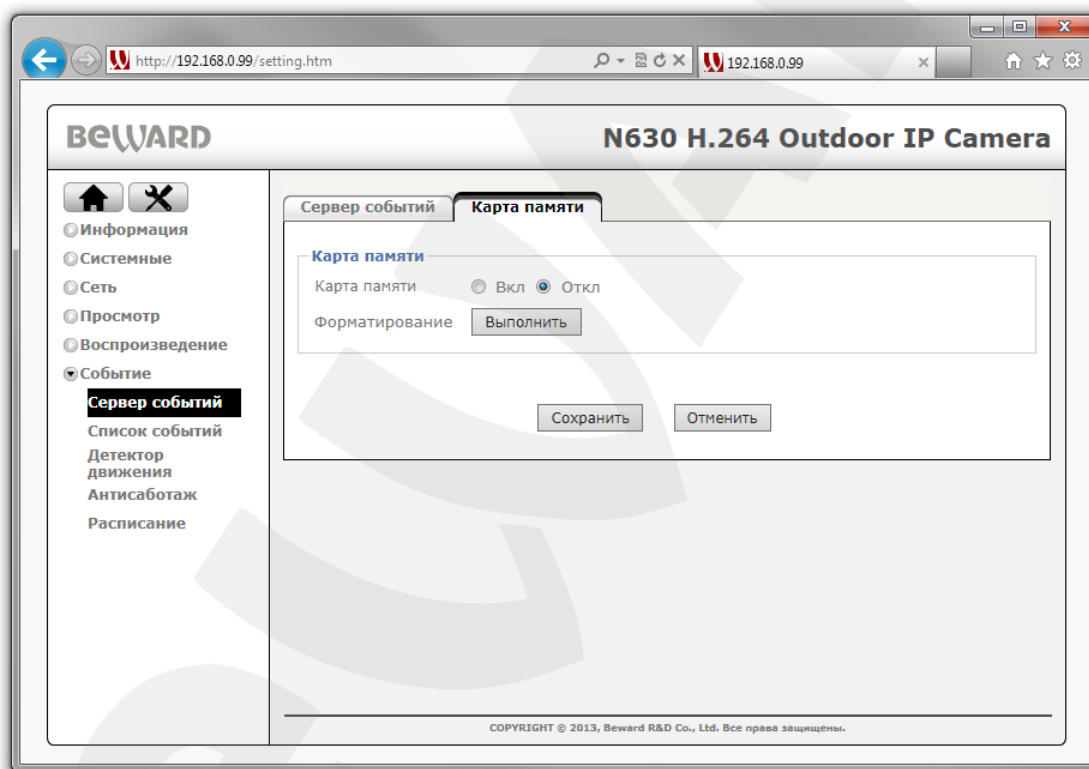 http://192.168.0.99/setting.htm
192.168.0.99
BEWARD
N630 H.264 Outdoor IP Camera
Информация
Системные
Сеть
Просмотр
Воспроизведение
Событие
Сервер событий
Список событий
Детектор
движения
Антисаботаж
Расписание
Сервер событий
Карта памяти
Карта памяти
Карта памяти Вкл Откл
Форматирование Выполнить
Сохранить Отменить
COPYRIGHT © 2013, Beward R&D Co., Ltd. Все права защищены.